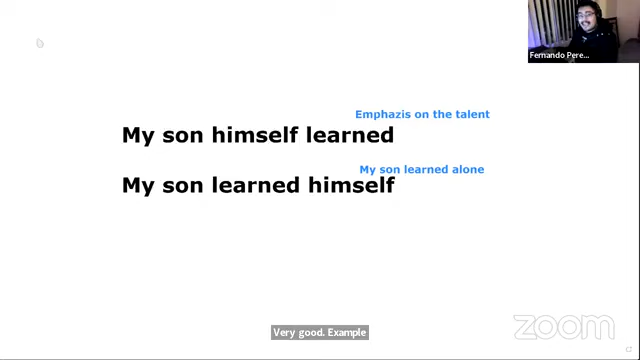 Fernando Pere...
Emphazis on the talent
My son himself learned
My son learned alone
My son learned himself
Very good. Example
zoom